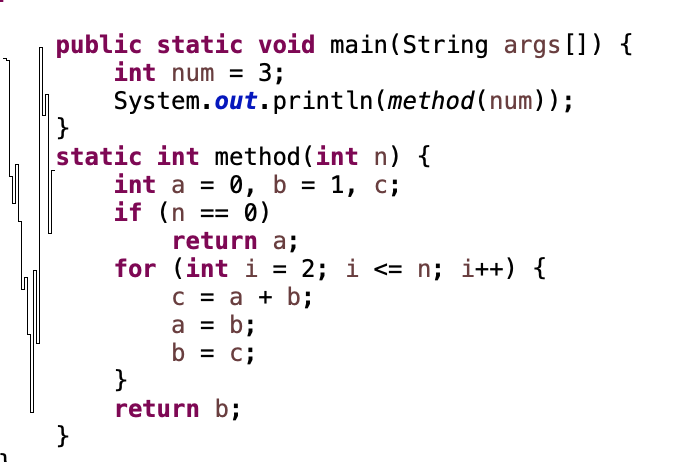 public static void main(String args[]) {
int num = 3;
System.out.println(method(num));
}
static int method(int n) {
int a = 0, b = 1, c;
if (n == 0)
return a;
for (int i = 2; i <= n; i++) {
c = a + b;
a = b;
b = c;
}
return b;
}
}